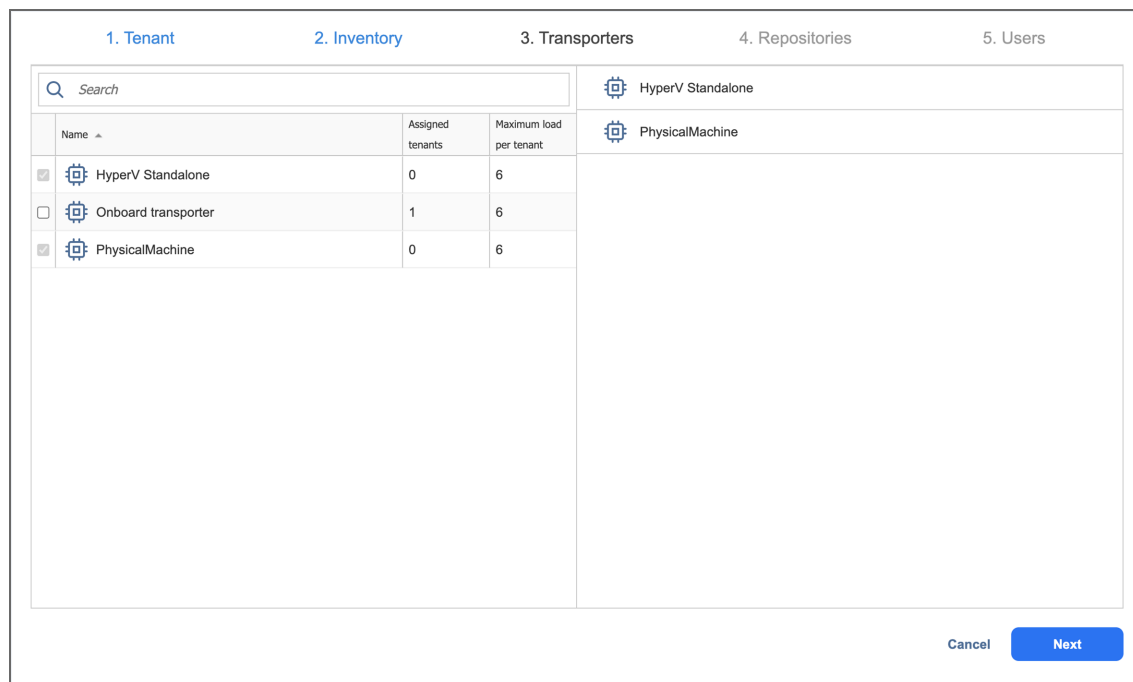 1. Tenant 2. Inventory 3. Transporters 4. Repositories 5. Users
Search
Name Assigned tenants Maximum load per tenant
HyperV Standalone 0 6
Onboard transporter 1 6
PhysicalMachine 0 6
HyperV Standalone
PhysicalMachine
Cancel Next